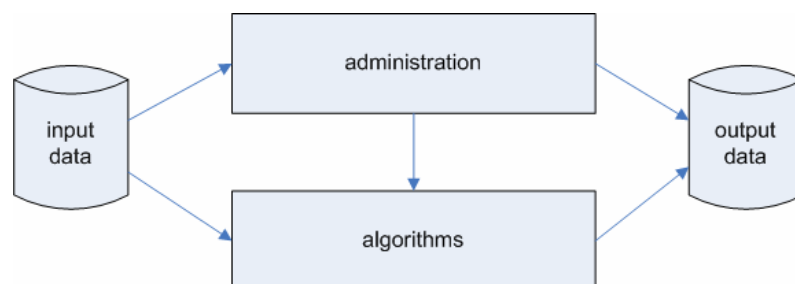 administration
input
data
output
data
algorithms